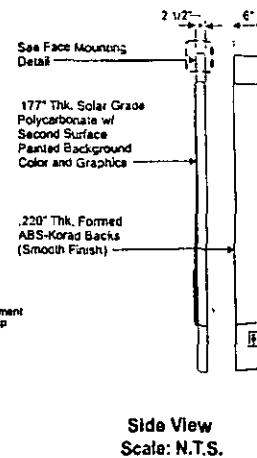 2 1/2" 6"
See Face Mounting
Detail
.177" Thk. Solar Grade
Polycarbonate w/
Second Surface
Painted Background
Color and Graphics
.220" Thk. Formed
ABS-Korad Backs
(Smooth Finish)
Side View
Scale: N.T.S.